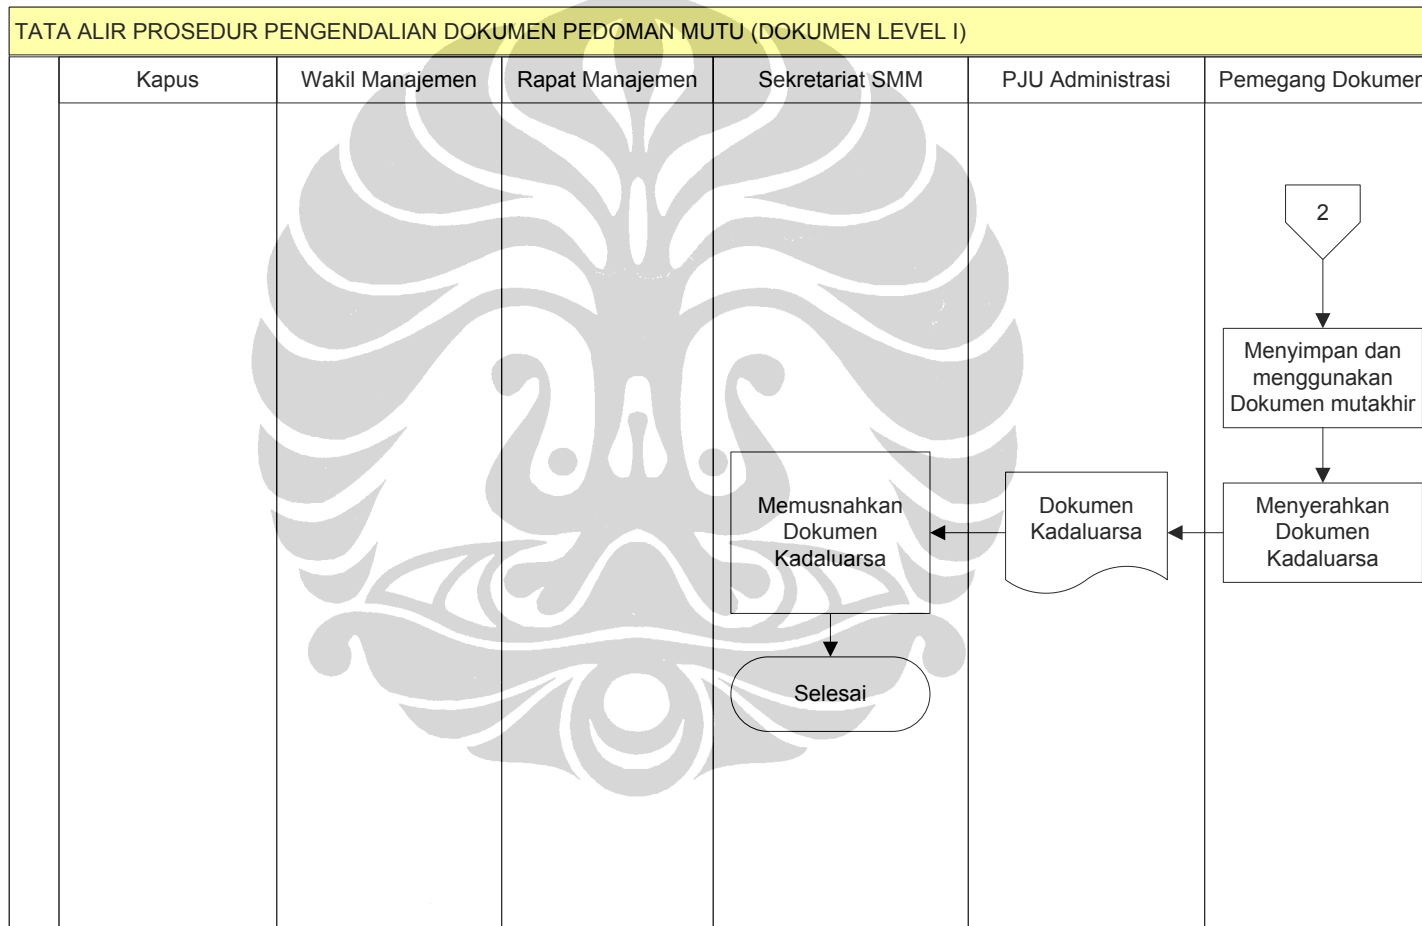 TATA ALIR PROSEDUR PENGENDALIAN DOKUMEN PEDOMAN MUTU (DOKUMEN LEVEL I)
Kapus
Wakil Manajemen
Rapat Manajemen
Sekretariat SMM
PJU Administrasi
Pemegang Dokumen
2
Menyimpan dan
menggunakan
Dokumen mutakhir
Memusnahkan
Dokumen
Kadaluarsa
Dokumen
Kadaluarsa
Menyerahkan
Dokumen
Kadaluarsa
Selesai